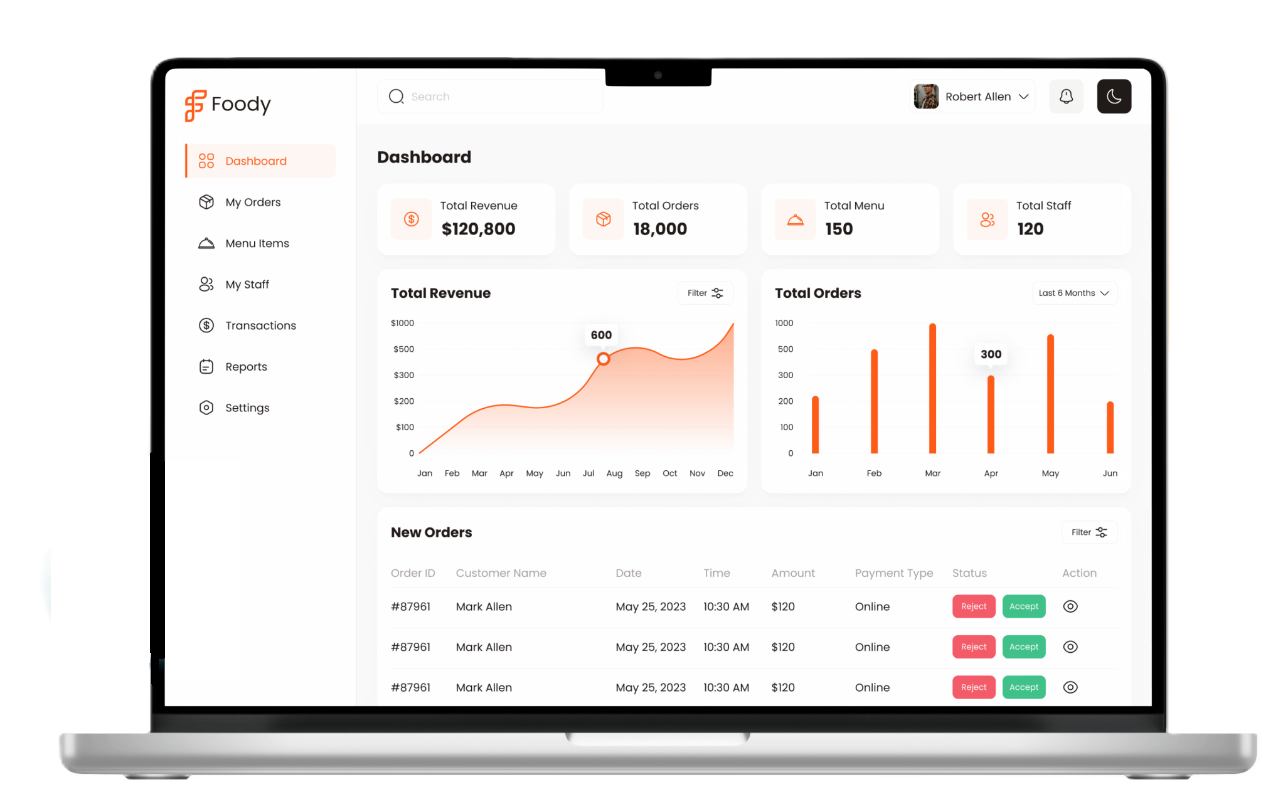 Foody
Search
Robert Allen
Dashboard
My Orders
Menu Items
My Staff
Transactions
Reports
Settings
Dashboard
Total Revenue
$120,800
Total Orders
18,000
Total Menu
150
Total Staff
120
Total Revenue
Filter
$1000
$500
$300
$200
$100
0
600
Jan Feb Mar Apr May Jun Jul Aug Sep Oct Nov Dec
Total Orders
Last 6 Months
1000
500
300
200
100
0
300
Jan Feb Mar Apr May Jun
New Orders
Filter
Order ID Customer Name Date Time Amount Payment Type Status Action
#87961 Mark Allen May 25, 2023 10:30 AM $120 Online Reject Accept
#87961 Mark Allen May 25, 2023 10:30 AM $120 Online Reject Accept
#87961 Mark Allen May 25, 2023 10:30 AM $120 Online Reject Accept